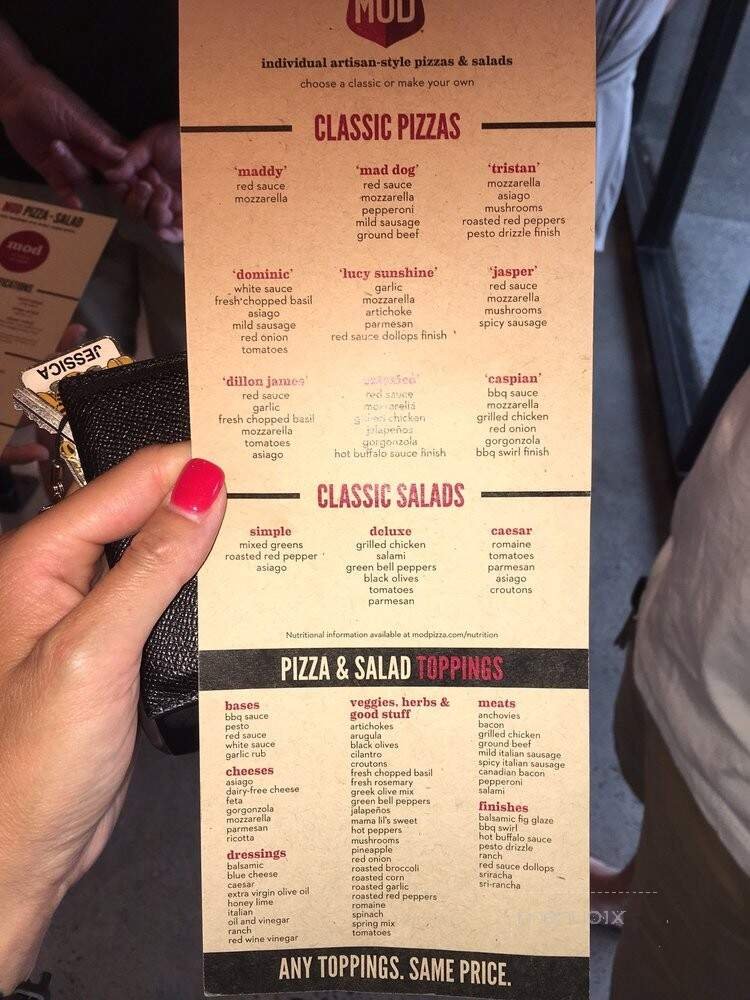 MOD
individual artisan-style pizzas & salads
choose a classic or make your own
CLASSIC PIZZAS
'maddy'
red sauce
mozzarella
'mad dog'
red sauce
mozzarella
pepperoni
mild sausage
ground beef
'tristan'
mozzarella
asiago
mushrooms
roasted red peppers
pesto drizzle finish
'dominic'
white sauce
fresh chopped basil
asiago
mild sausage
red onion
tomatoes
'lucy sunshine'
garlic
mozzarella
artichoke
parmesan
red sauce dollops finish
'jasper'
red sauce
mozzarella
mushrooms
spicy sausage
'dillon james'
red sauce
garlic
fresh chopped basil
mozzarella
tomatoes
asiago
red sauce
mozzarella
grilled chicken
jalapeños
gorgonzola
hot buffalo sauce finish
'caspian'
bbq sauce
mozzarella
grilled chicken
red onion
gorgonzola
bbq swirl finish
CLASSIC SALADS
simple
mixed greens
roasted red pepper
asiago
deluxe
grilled chicken
salami
green bell peppers
black olives
tomatoes
parmesan
caesar
romaine
tomatoes
parmesan
asiago
croutons
Nutritional information available at modpizza.com/nutrition
PIZZA & SALAD TOPPINGS
bases
bbq sauce
pesto
red sauce
white sauce
garlic rub
cheeses
asiago
dairy-free cheese
feta
gorgonzola
mozzarella
parmesan
ricotta
dressings
balsamic
blue cheese
caesar
extra virgin olive oil
honey lime
italian
oil and vinegar
ranch
red wine vinegar
veggies, herbs &
good stuff
artichokes
arugula
black olives
cilantro
croutons
fresh chopped basil
fresh rosemary
greek olive mix
green bell peppers
jalapeños
mama lil's sweet
hot peppers
mushrooms
pineapple
red onion
roasted broccoli
roasted corn
roasted garlic
roasted red peppers
romaine
spinach
spring mix
tomatoes
meats
anchovies
bacon
grilled chicken
ground beef
mild italian sausage
spicy italian sausage
canadian bacon
pepperoni
salami
finishes
balsamic fig glaze
bbq swirl
hot buffalo sauce
pesto drizzle
ranch
red sauce dollops
sriracha
sri-rancha
ANY TOPPINGS. SAME PRICE.
MOD PIZZA + SALAD
mod
JESSICA